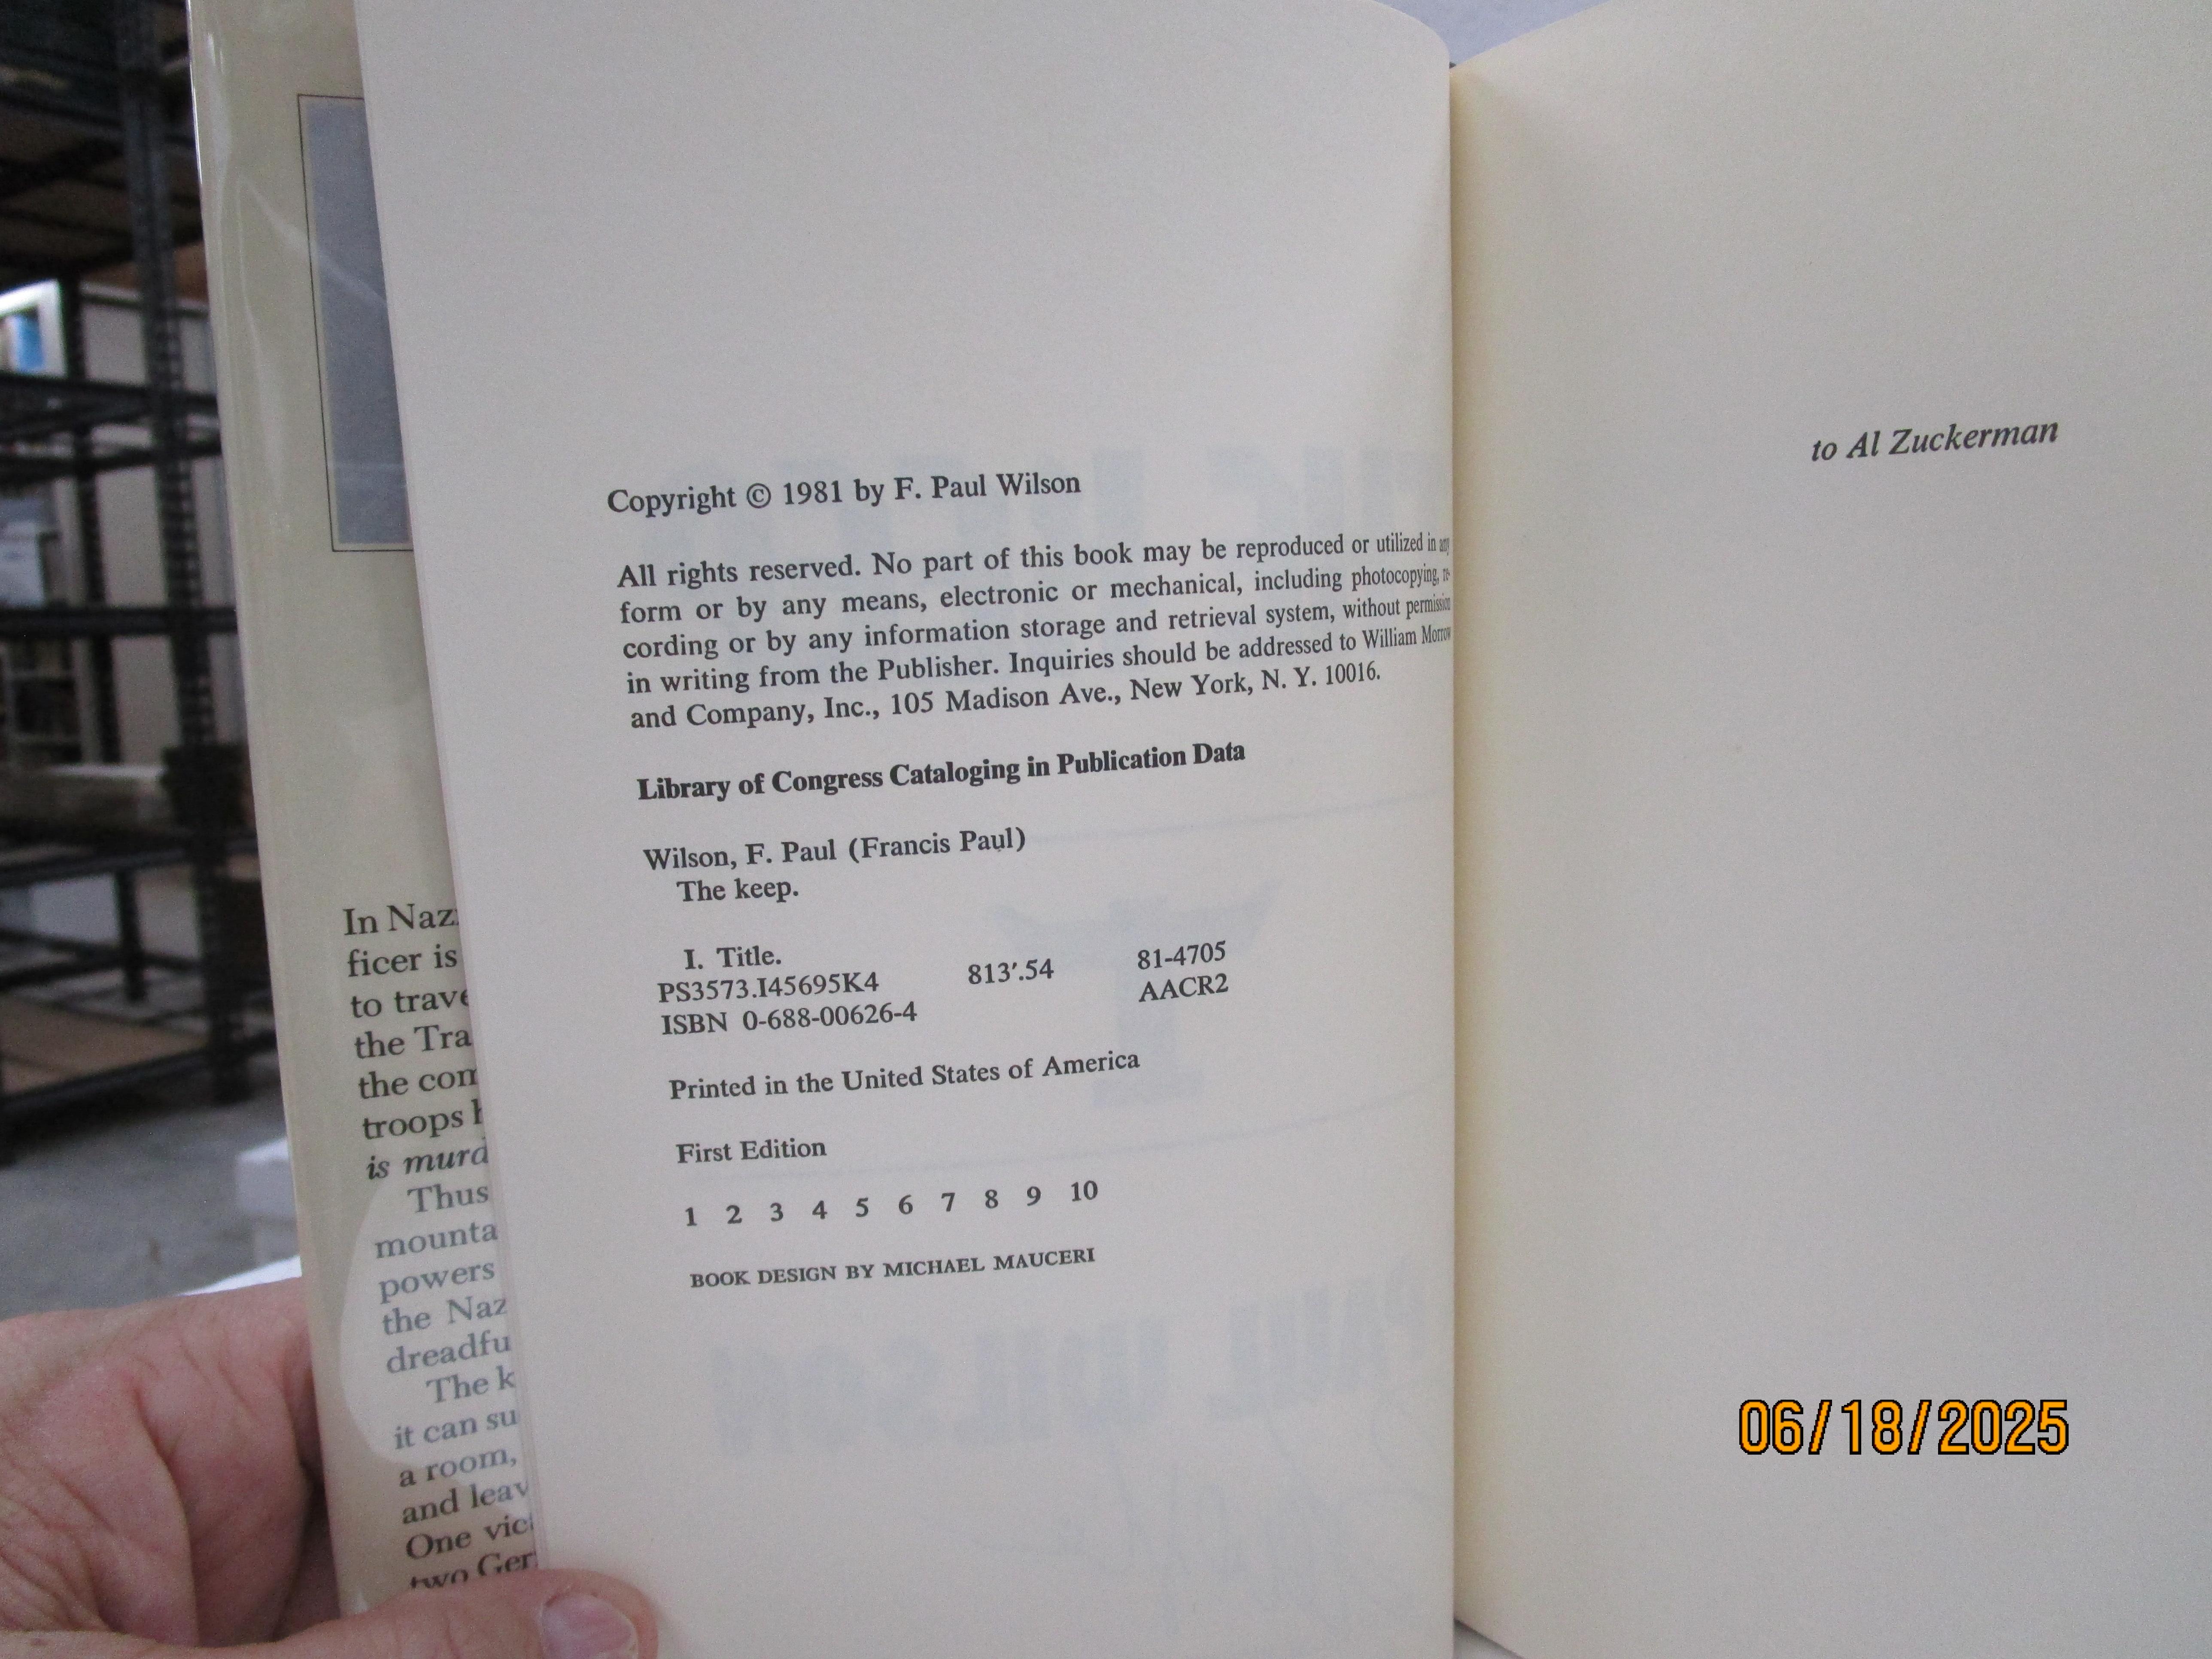 Copyright © 1981 by F. Paul Wilson
All rights reserved. No part of this book may be reproduced or utilized in any
form or by any means, electronic or mechanical, including photocopying, re-
cording or by any information storage and retrieval system, without permission
in writing from the Publisher. Inquiries should be addressed to William Morrow
and Company, Inc., 105 Madison Ave., New York, N. Y. 10016.
Library of Congress Cataloging in Publication Data
Wilson, F. Paul (Francis Paul)
The keep.
I. Title.
PS3573.I45695K4 813′.54 81-4705
ISBN 0-688-00626-4 AACR2
Printed in the United States of America
First Edition
1 2 3 4 5 6 7 8 9 10
BOOK DESIGN BY MICHAEL MAUCERI
In Naz
ficer is
to trave
the Tra
the com
troops h
is murd
Thus
mounta
powers
the Naz
dreadfu
The k
it can su
a room,
and leav
One vic
two Ger
to Al Zuckerman
06/18/2025